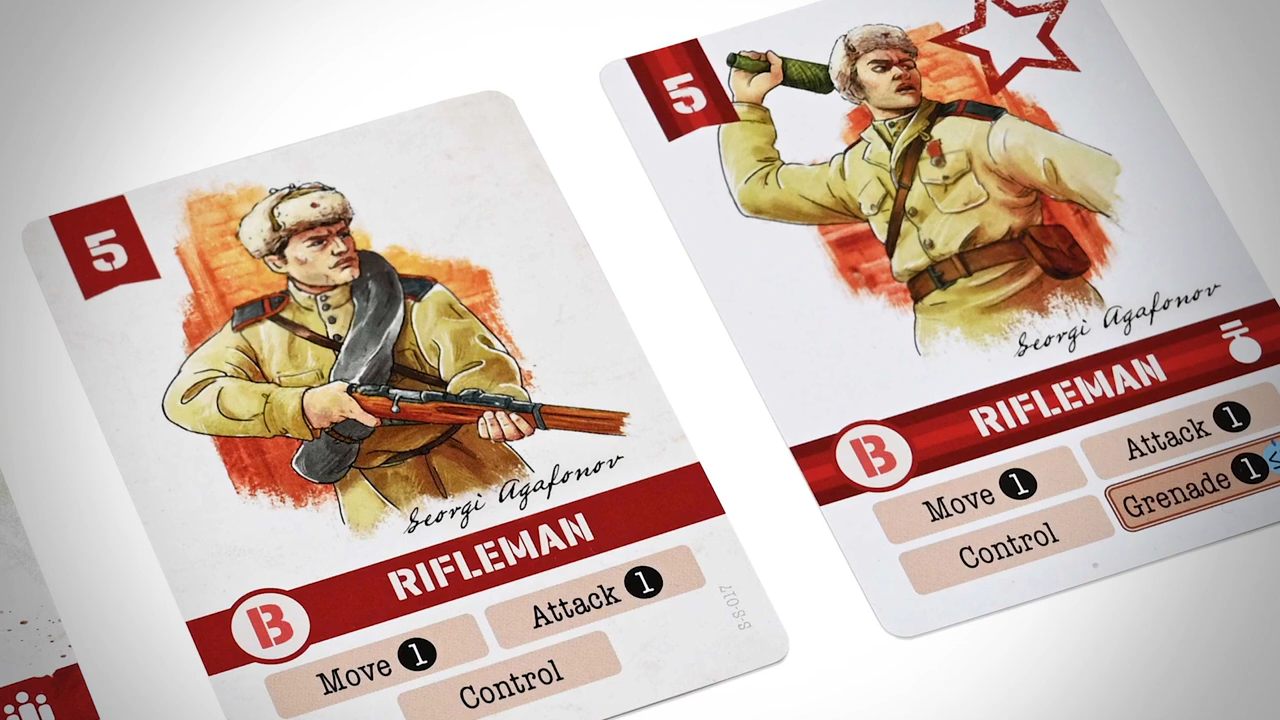 5
Georgi Agafonov
RIFLEMAN
B
Move 1
Attack 1
Control
S-S-017
5
Georgi Agafonov
RIFLEMAN
B
Move 1
Attack 1
Control
Grenade 1